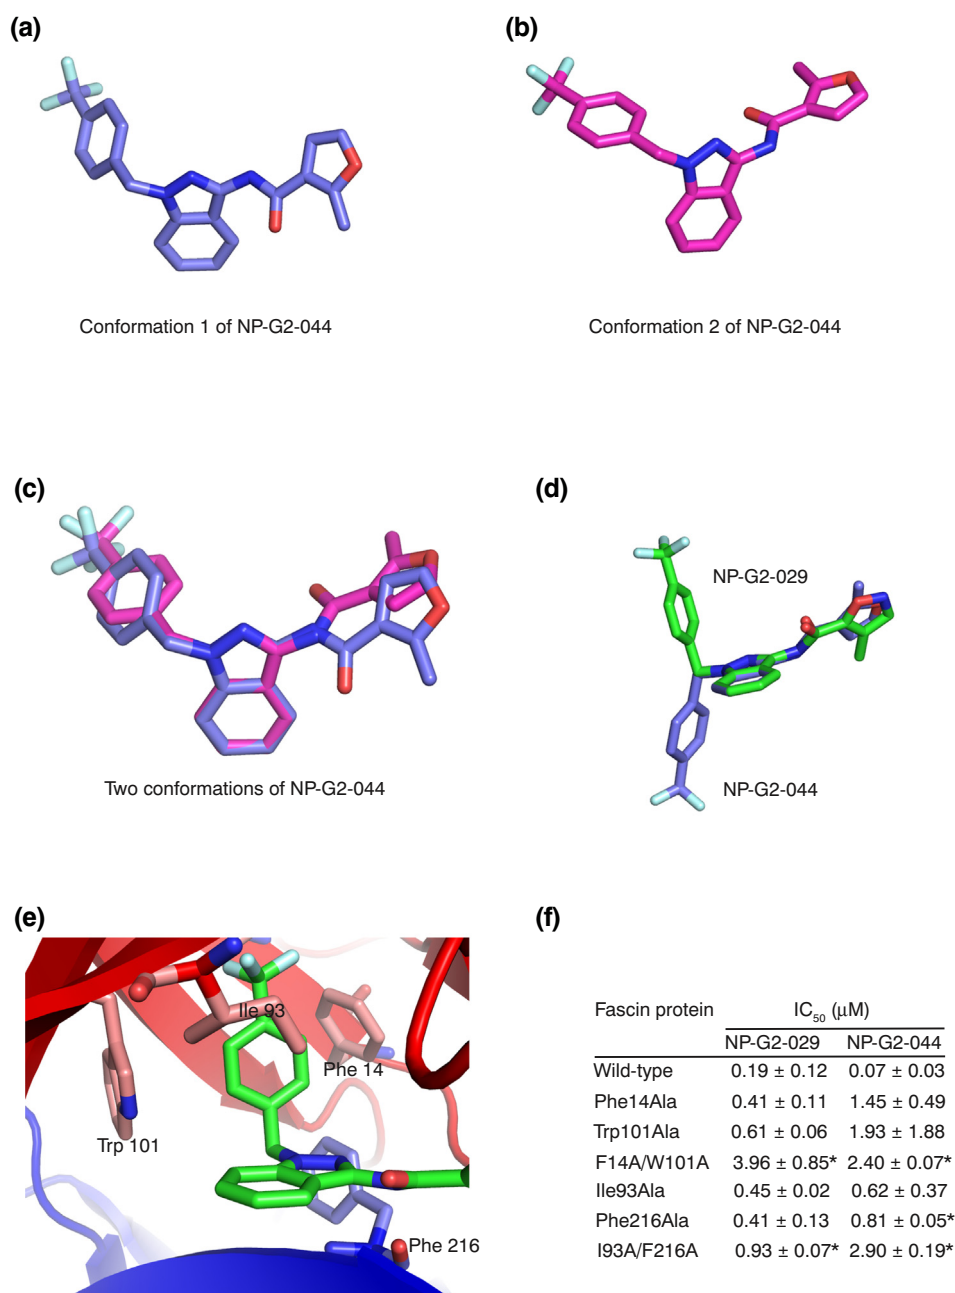 (a)
(b)
Conformation 1 of NP-G2-044
Conformation 2 of NP-G2-044
(c)
(d)
NP-G2-029
NP-G2-044
Two conformations of NP-G2-044
(e)
Ile 93
Phe 14
Trp 101
Phe 216
(f)
Fascin protein IC50 (μM)
NP-G2-029 NP-G2-044
Wild-type 0.19 ± 0.12 0.07 ± 0.03
Phe14Ala 0.41 ± 0.11 1.45 ± 0.49
Trp101Ala 0.61 ± 0.06 1.93 ± 1.88
F14A/W101A 3.96 ± 0.85* 2.40 ± 0.07*
Ile93Ala 0.45 ± 0.02 0.62 ± 0.37
Phe216Ala 0.41 ± 0.13 0.81 ± 0.05*
I93A/F216A 0.93 ± 0.07* 2.90 ± 0.19*